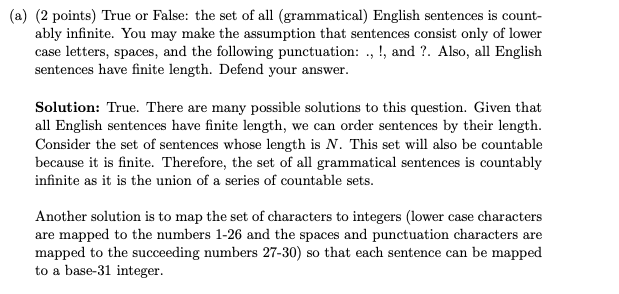 (a) (2 points) True or False: the set of all (grammatical) English sentences is count-
ably infinite. You may make the assumption that sentences consist only of lower
case letters, spaces, and the following punctuation: ., !, and ?. Also, all English
sentences have finite length. Defend your answer.
Solution: True. There are many possible solutions to this question. Given that
all English sentences have finite length, we can order sentences by their length.
Consider the set of sentences whose length is N. This set will also be countable
because it is finite. Therefore, the set of all grammatical sentences is countably
infinite as it is the union of a series of countable sets.
Another solution is to map the set of characters to integers (lower case characters
are mapped to the numbers 1-26 and the spaces and punctuation characters are
mapped to the succeeding numbers 27-30) so that each sentence can be mapped
to a base-31 integer.